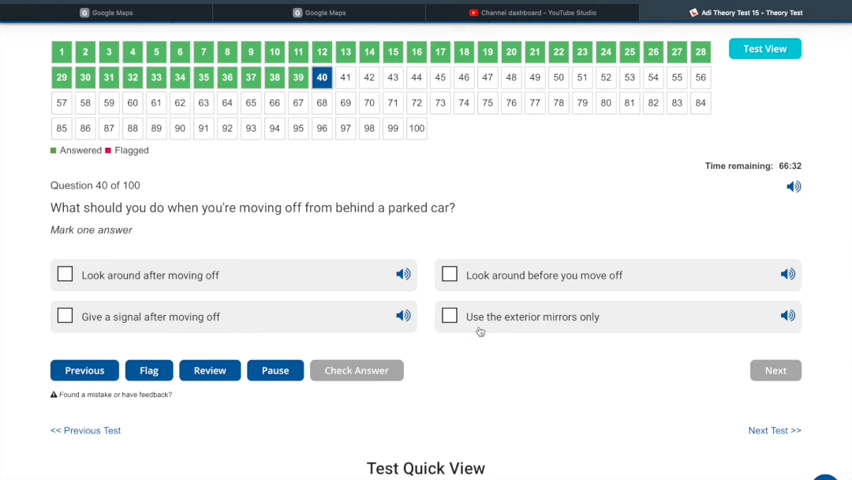 Google Maps Google Maps Channel dashboard - YouTube Studio Adi Theory Test 15 - Theory Test
1 2 3 4 5 6 7 8 9 10 11 12 13 14 15 16 17 18 19 20 21 22 23 24 25 26 27 28
Test View
29 30 31 32 33 34 35 36 37 38 39 40 41 42 43 44 45 46 47 48 49 50 51 52 53 54 55 56
57 58 59 60 61 62 63 64 65 66 67 68 69 70 71 72 73 74 75 76 77 78 79 80 81 82 83 84
85 86 87 88 89 90 91 92 93 94 95 96 97 98 99 100
Answered Flagged
Time remaining: 66:32
Question 40 of 100
What should you do when you're moving off from behind a parked car?
Mark one answer
Look around after moving off Look around before you move off
Give a signal after moving off Use the exterior mirrors only
Previous Flag Review Pause Check Answer Next
Found a mistake or have feedback?
<< Previous Test Next Test >>
Test Quick View